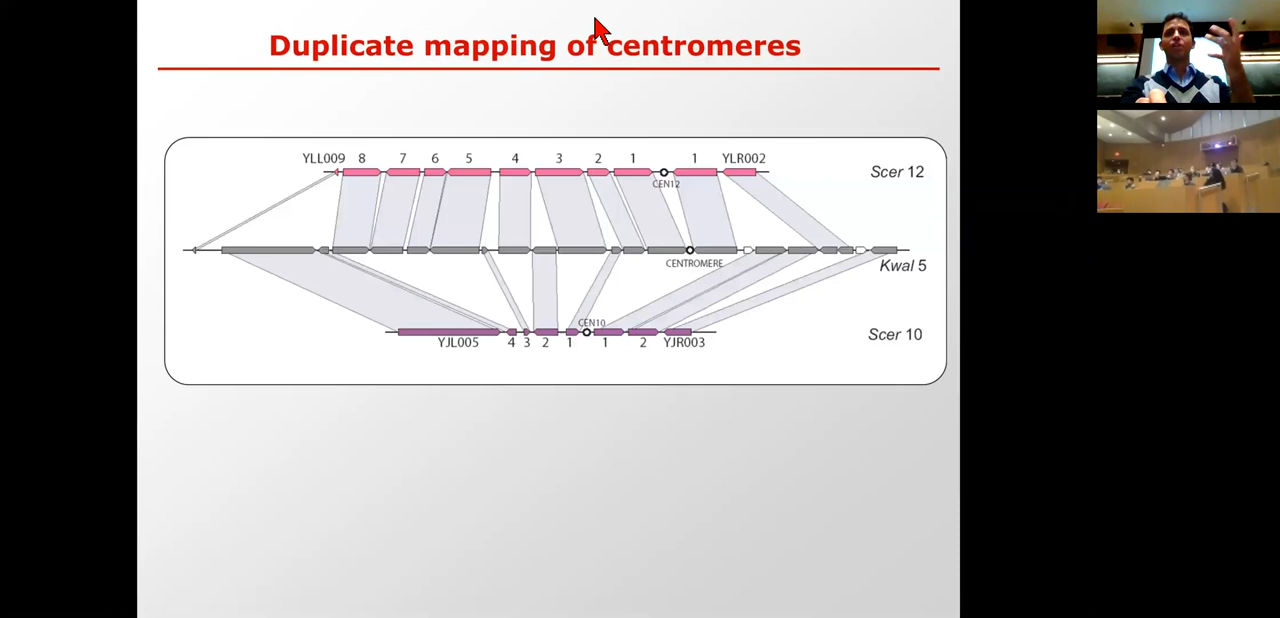 Duplicate mapping of centromeres
YLL009 8 7 6 5 4 3 2 1 1 YLR002
Scer 12
CEN12
CENTROMERE
Kwal 5
CEN10
Scer 10
YJL005 4 3 2 1 1 2 YJR003